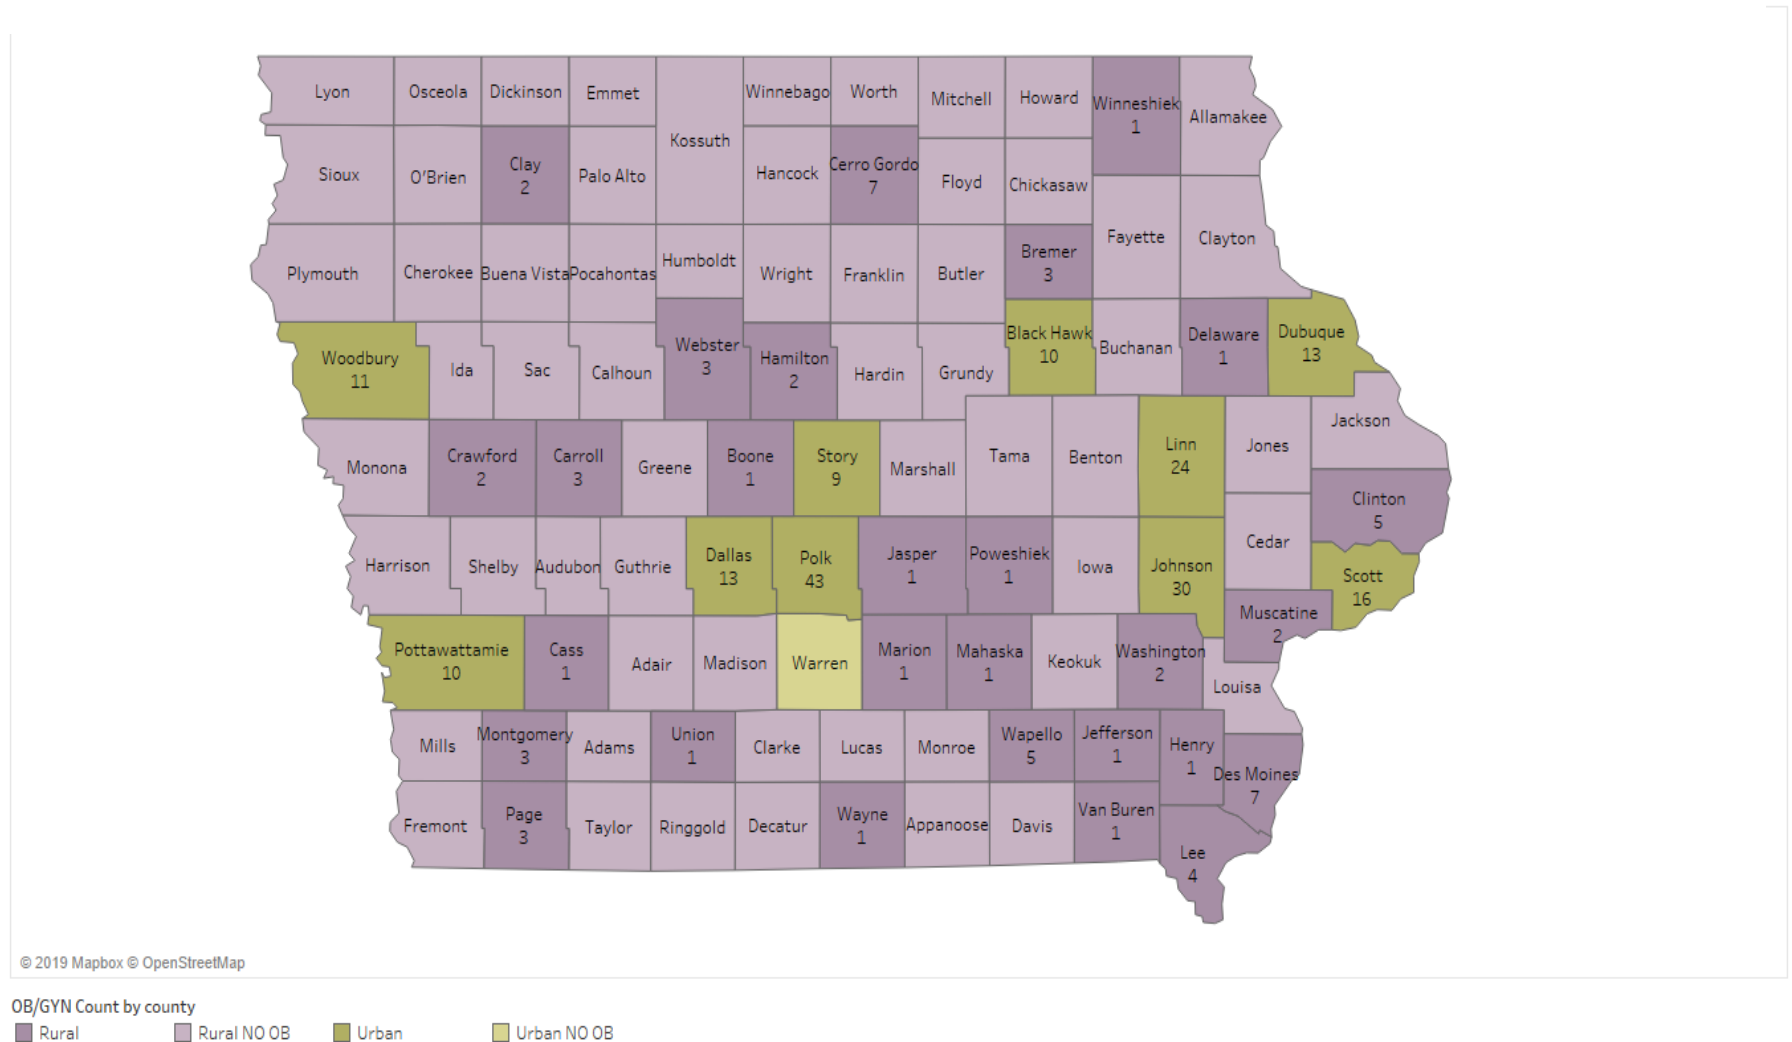 Lyon
Osceola
Dickinson
Emmet
Kossuth
Winnebago
Worth
Mitchell
Howard
Winneshiek
1
Allamakee
Sioux
O'Brien
Clay
2
Palo Alto
Hancock
Cerro Gordo
7
Floyd
Chickasaw
Fayette
Clayton
Plymouth
Cherokee
Buena Vista
Pocahontas
Humboldt
Wright
Franklin
Butler
Bremer
3
Woodbury
11
Ida
Sac
Calhoun
Webster
3
Hamilton
2
Hardin
Grundy
Black Hawk
10
Buchanan
Delaware
1
Dubuque
13
Monona
Crawford
2
Carroll
3
Greene
Boone
1
Story
9
Marshall
Tama
Benton
Linn
24
Jones
Jackson
Clinton
5
Harrison
Shelby
Audubon
Guthrie
Dallas
13
Polk
43
Jasper
1
Poweshiek
1
Iowa
Johnson
30
Cedar
Scott
16
Muscatine
2
Pottawattamie
10
Cass
1
Adair
Madison
Warren
Marion
1
Mahaska
1
Keokuk
Washington
2
Louisa
Mills
Montgomery
3
Adams
Union
1
Clarke
Lucas
Monroe
Wapello
5
Jefferson
1
Henry
1
Des Moines
7
Fremont
Page
3
Taylor
Ringgold
Decatur
Wayne
1
Appanoose
Davis
Van Buren
1
Lee
4
© 2019 Mapbox © OpenStreetMap
OB/GYN Count by county
Rural
Rural NO OB
Urban
Urban NO OB